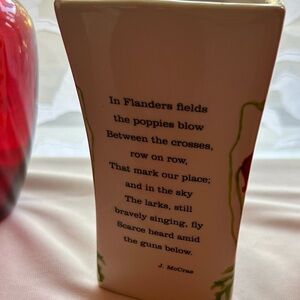 In Flanders fields
the poppies blow
Between the crosses,
row on row,
That mark our place;
and in the sky
The larks, still
bravely singing, fly
Scarce heard amid
the guns below.
J. McCrae